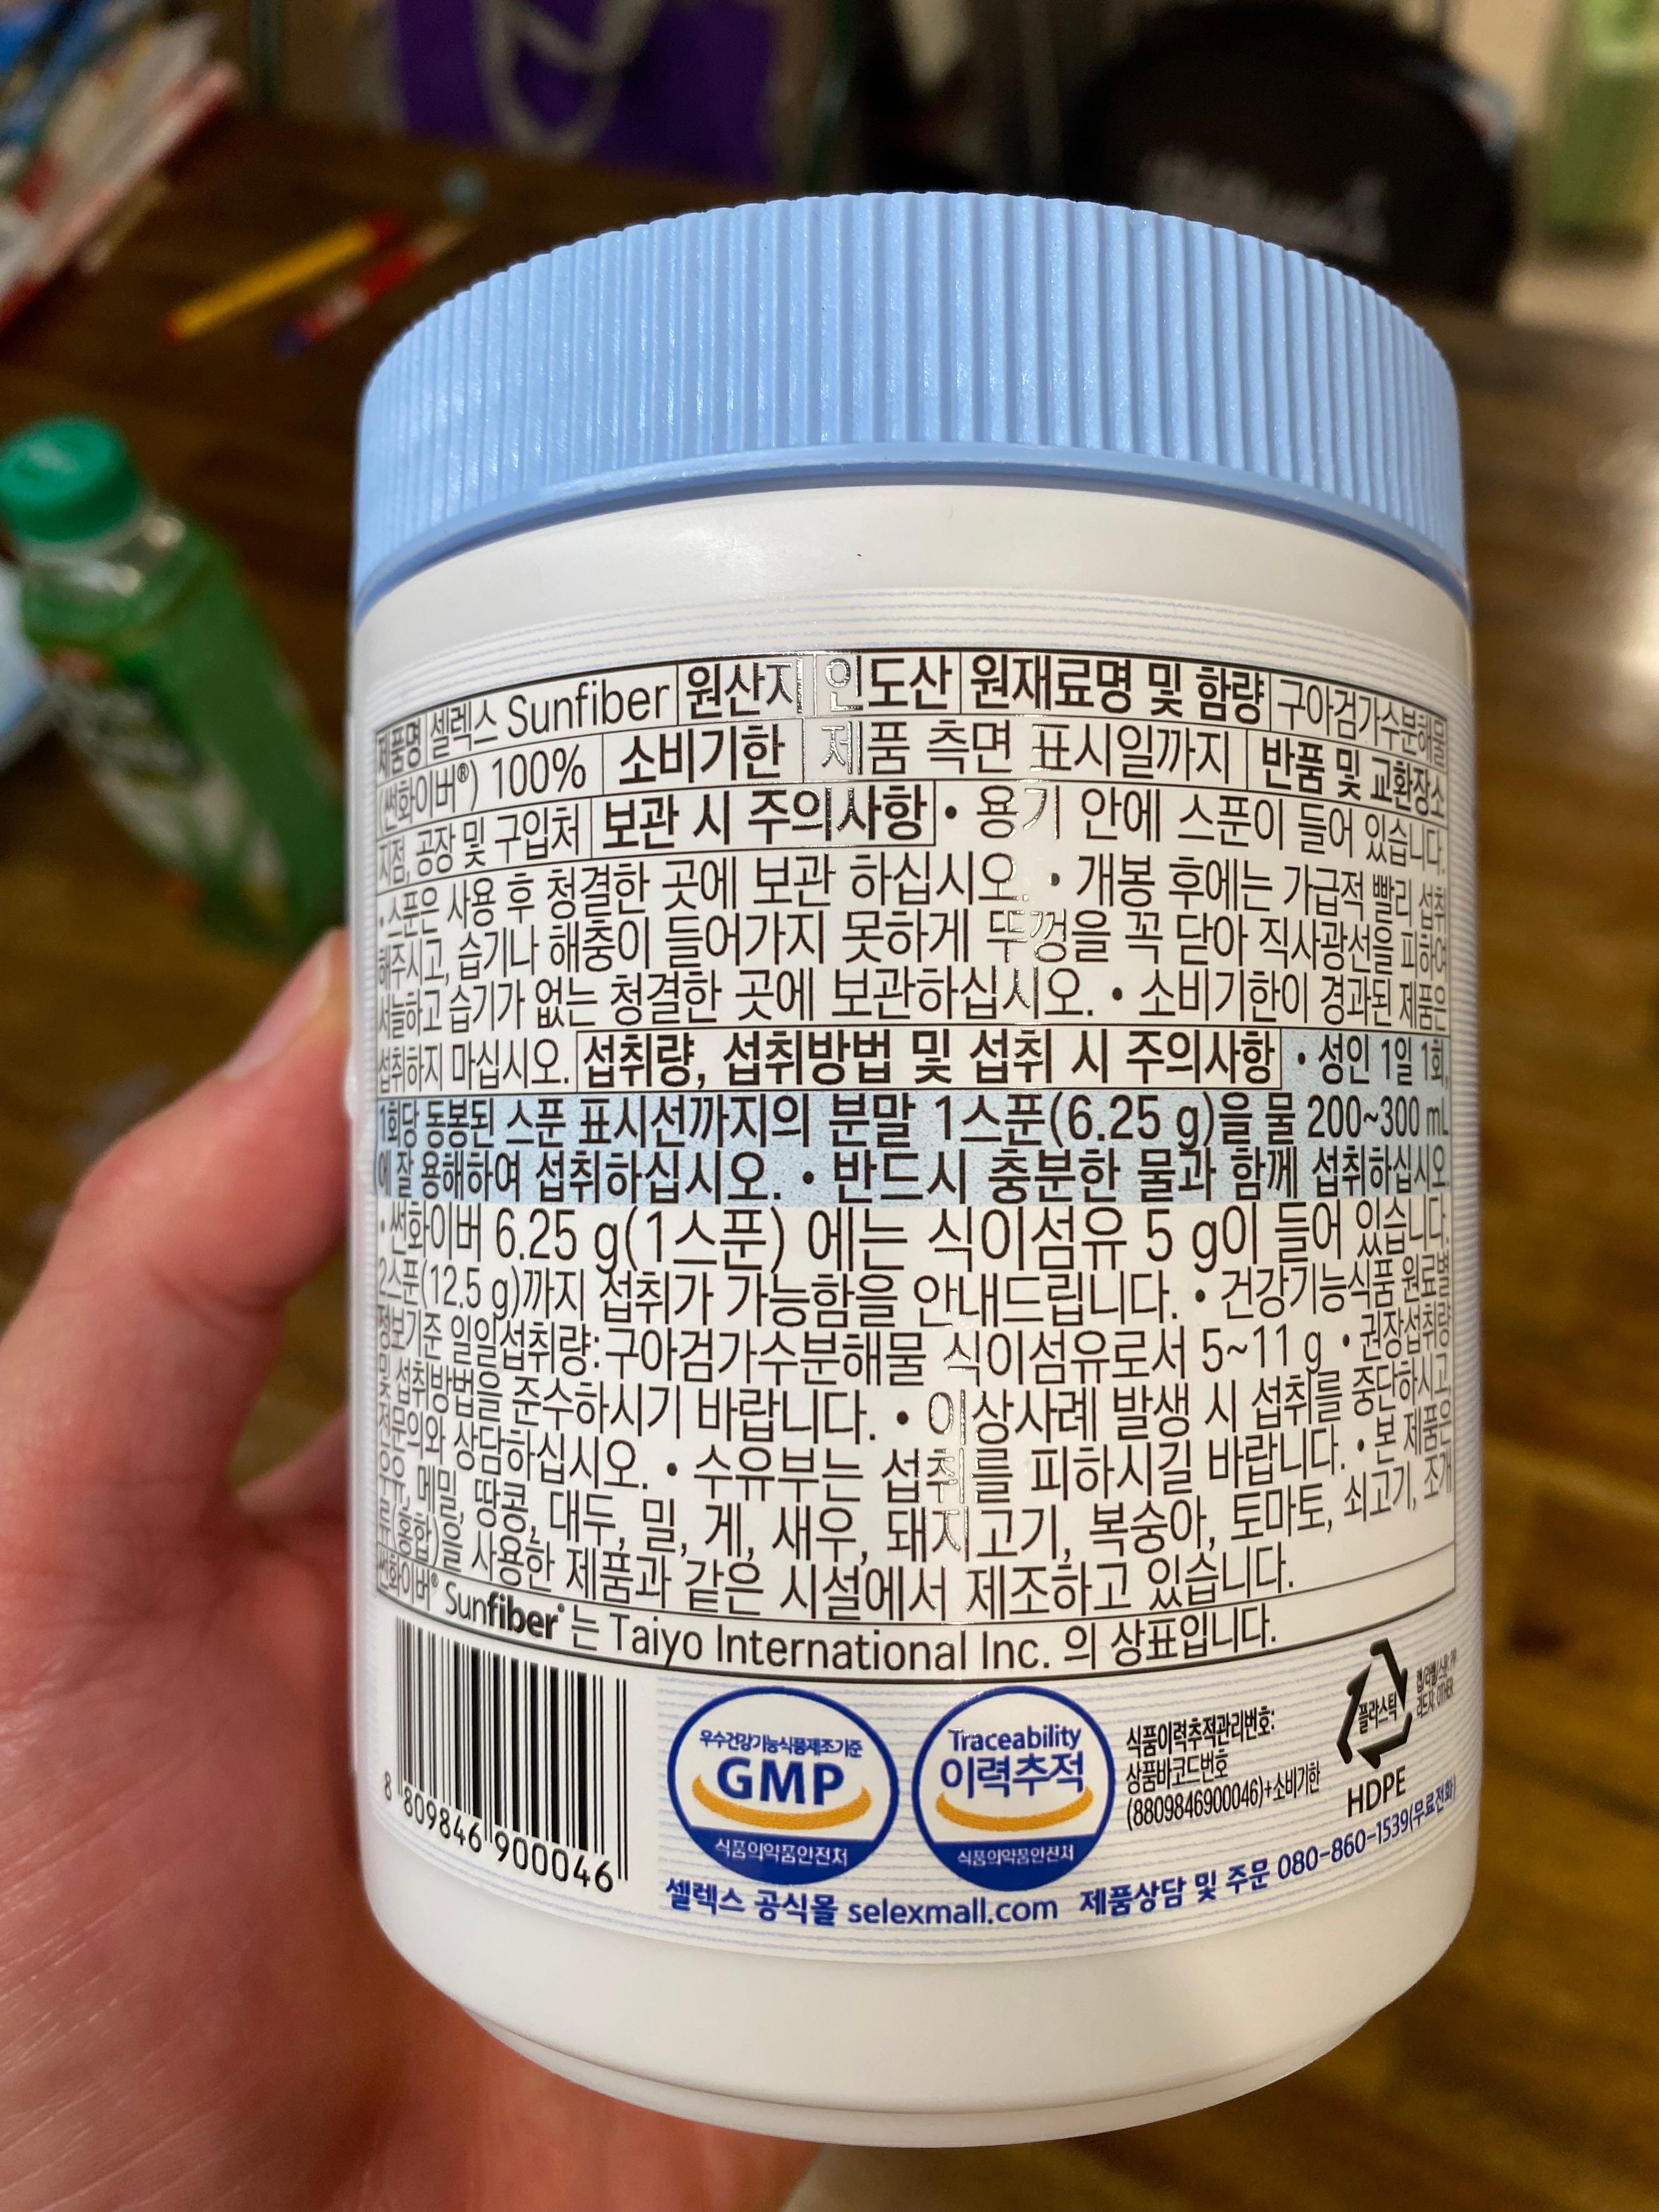 제품명 셀렉스 Sunfiber 원산지 인도산 원재료명 및 함량 구아검가수분해물
(썬화이버®) 100% 소비기한 제품 측면 표시일까지 반품 및 교환장소
지점, 공장 및 구입처 보관 시 주의사항 • 용기 안에 스푼이 들어 있습니다.
• 스푼은 사용 후 청결한 곳에 보관 하십시오. • 개봉 후에는 가급적 빨리 섭취
해주시고, 습기나 해충이 들어가지 못하게 뚜껑을 꼭 닫아 직사광선을 피하여
서늘하고 습기가 없는 청결한 곳에 보관하십시오. • 소비기한이 경과된 제품은
섭취하지 마십시오. 섭취량, 섭취방법 및 섭취 시 주의사항 • 성인 1일 1회,
1회당 동봉된 스푼 표시선까지의 분말 1스푼(6.25 g)을 물 200~300 mL
에 잘 용해하여 섭취하십시오. • 반드시 충분한 물과 함께 섭취하십시오.
• 썬화이버 6.25 g(1스푼) 에는 식이섬유 5 g이 들어 있습니다.
2스푼(12.5 g)까지 섭취가 가능함을 안내드립니다. • 건강기능식품 원료별
정보기준 일일섭취량: 구아검가수분해물 식이섬유로서 5~11 g • 권장섭취량
및 섭취방법을 준수하시기 바랍니다. • 이상사례 발생 시 섭취를 중단하시고,
전문의와 상담하십시오. • 수유부는 섭취를 피하시길 바랍니다. • 본 제품은
우유, 메밀, 땅콩, 대두, 밀, 게, 새우, 돼지고기, 복숭아, 토마토, 쇠고기, 조개
류(홍합)을 사용한 제품과 같은 시설에서 제조하고 있습니다.
썬화이버® Sunfiber® 는 Taiyo International Inc. 의 상표입니다.
8 809846 900046
우수건강기능식품제조기준
GMP
식품의약품안전처
Traceability
이력추적
식품의약품안전처
식품이력추적관리번호:
상품바코드번호
(8809846900046)+소비기한
플라스틱
HDPE
셀렉스 공식몰 selexmall.com 제품상담 및 주문 080-860-1539(무료전화)